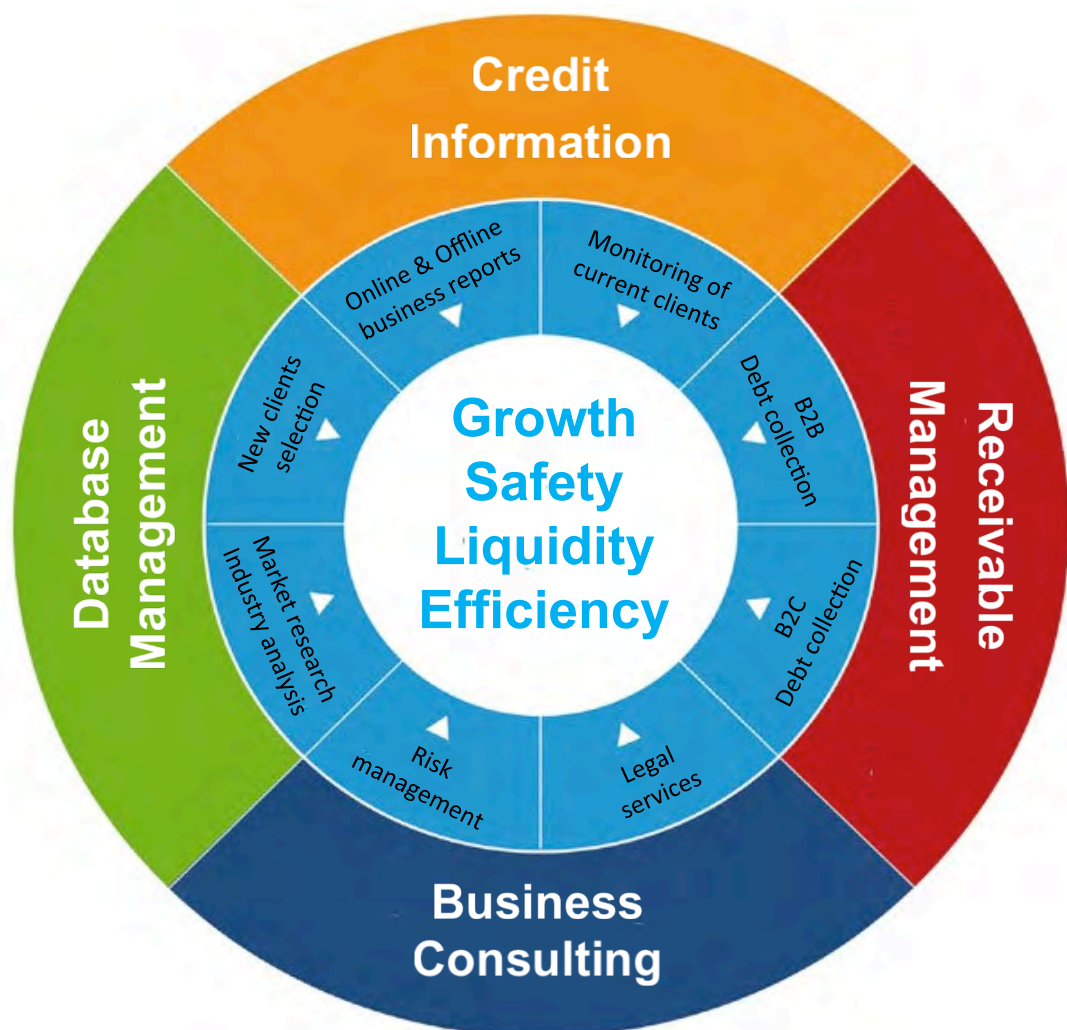 Credit
Information
Online & Offline
business reports
Monitoring of
current clients
B2B
Debt collection
Receivable
Management
B2C
Debt collection
Legal
services
Business
Consulting
Risk
management
Market research
Industry analysis
Database
Management
New clients
selection
Growth
Safety
Liquidity
Efficiency